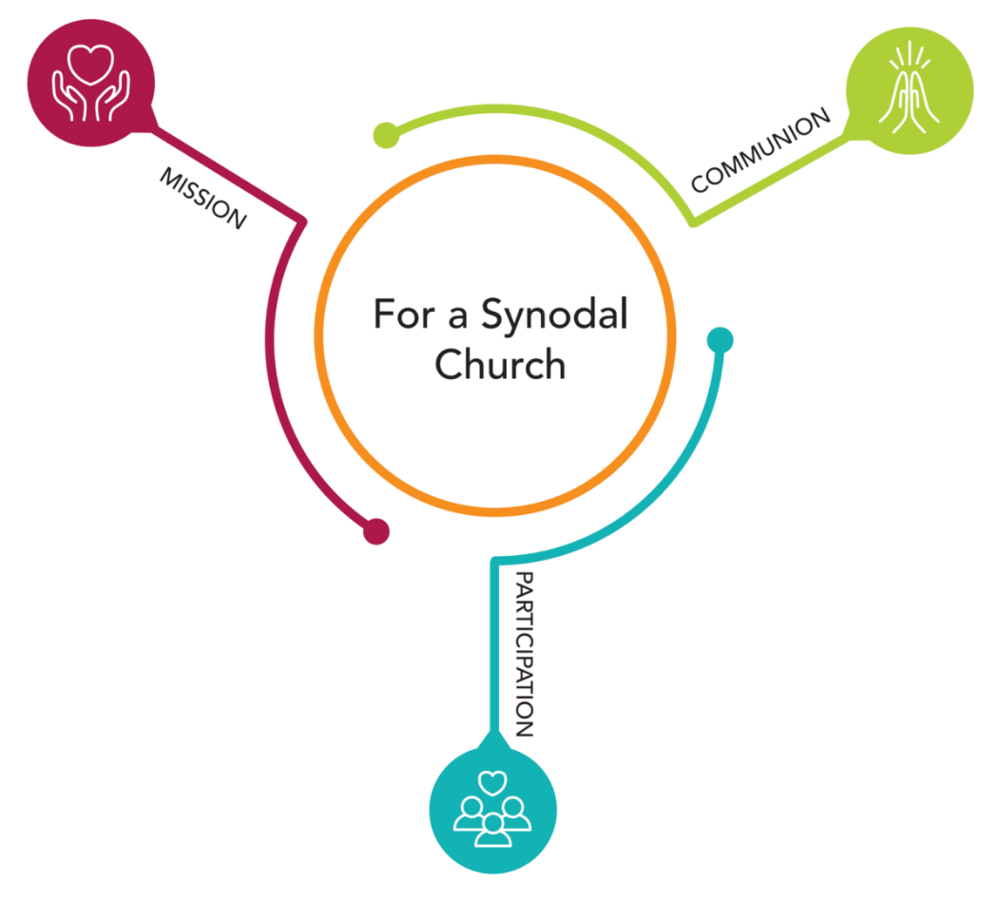 MISSION
COMMUNION
For a Synodal
Church
PARTICIPATION